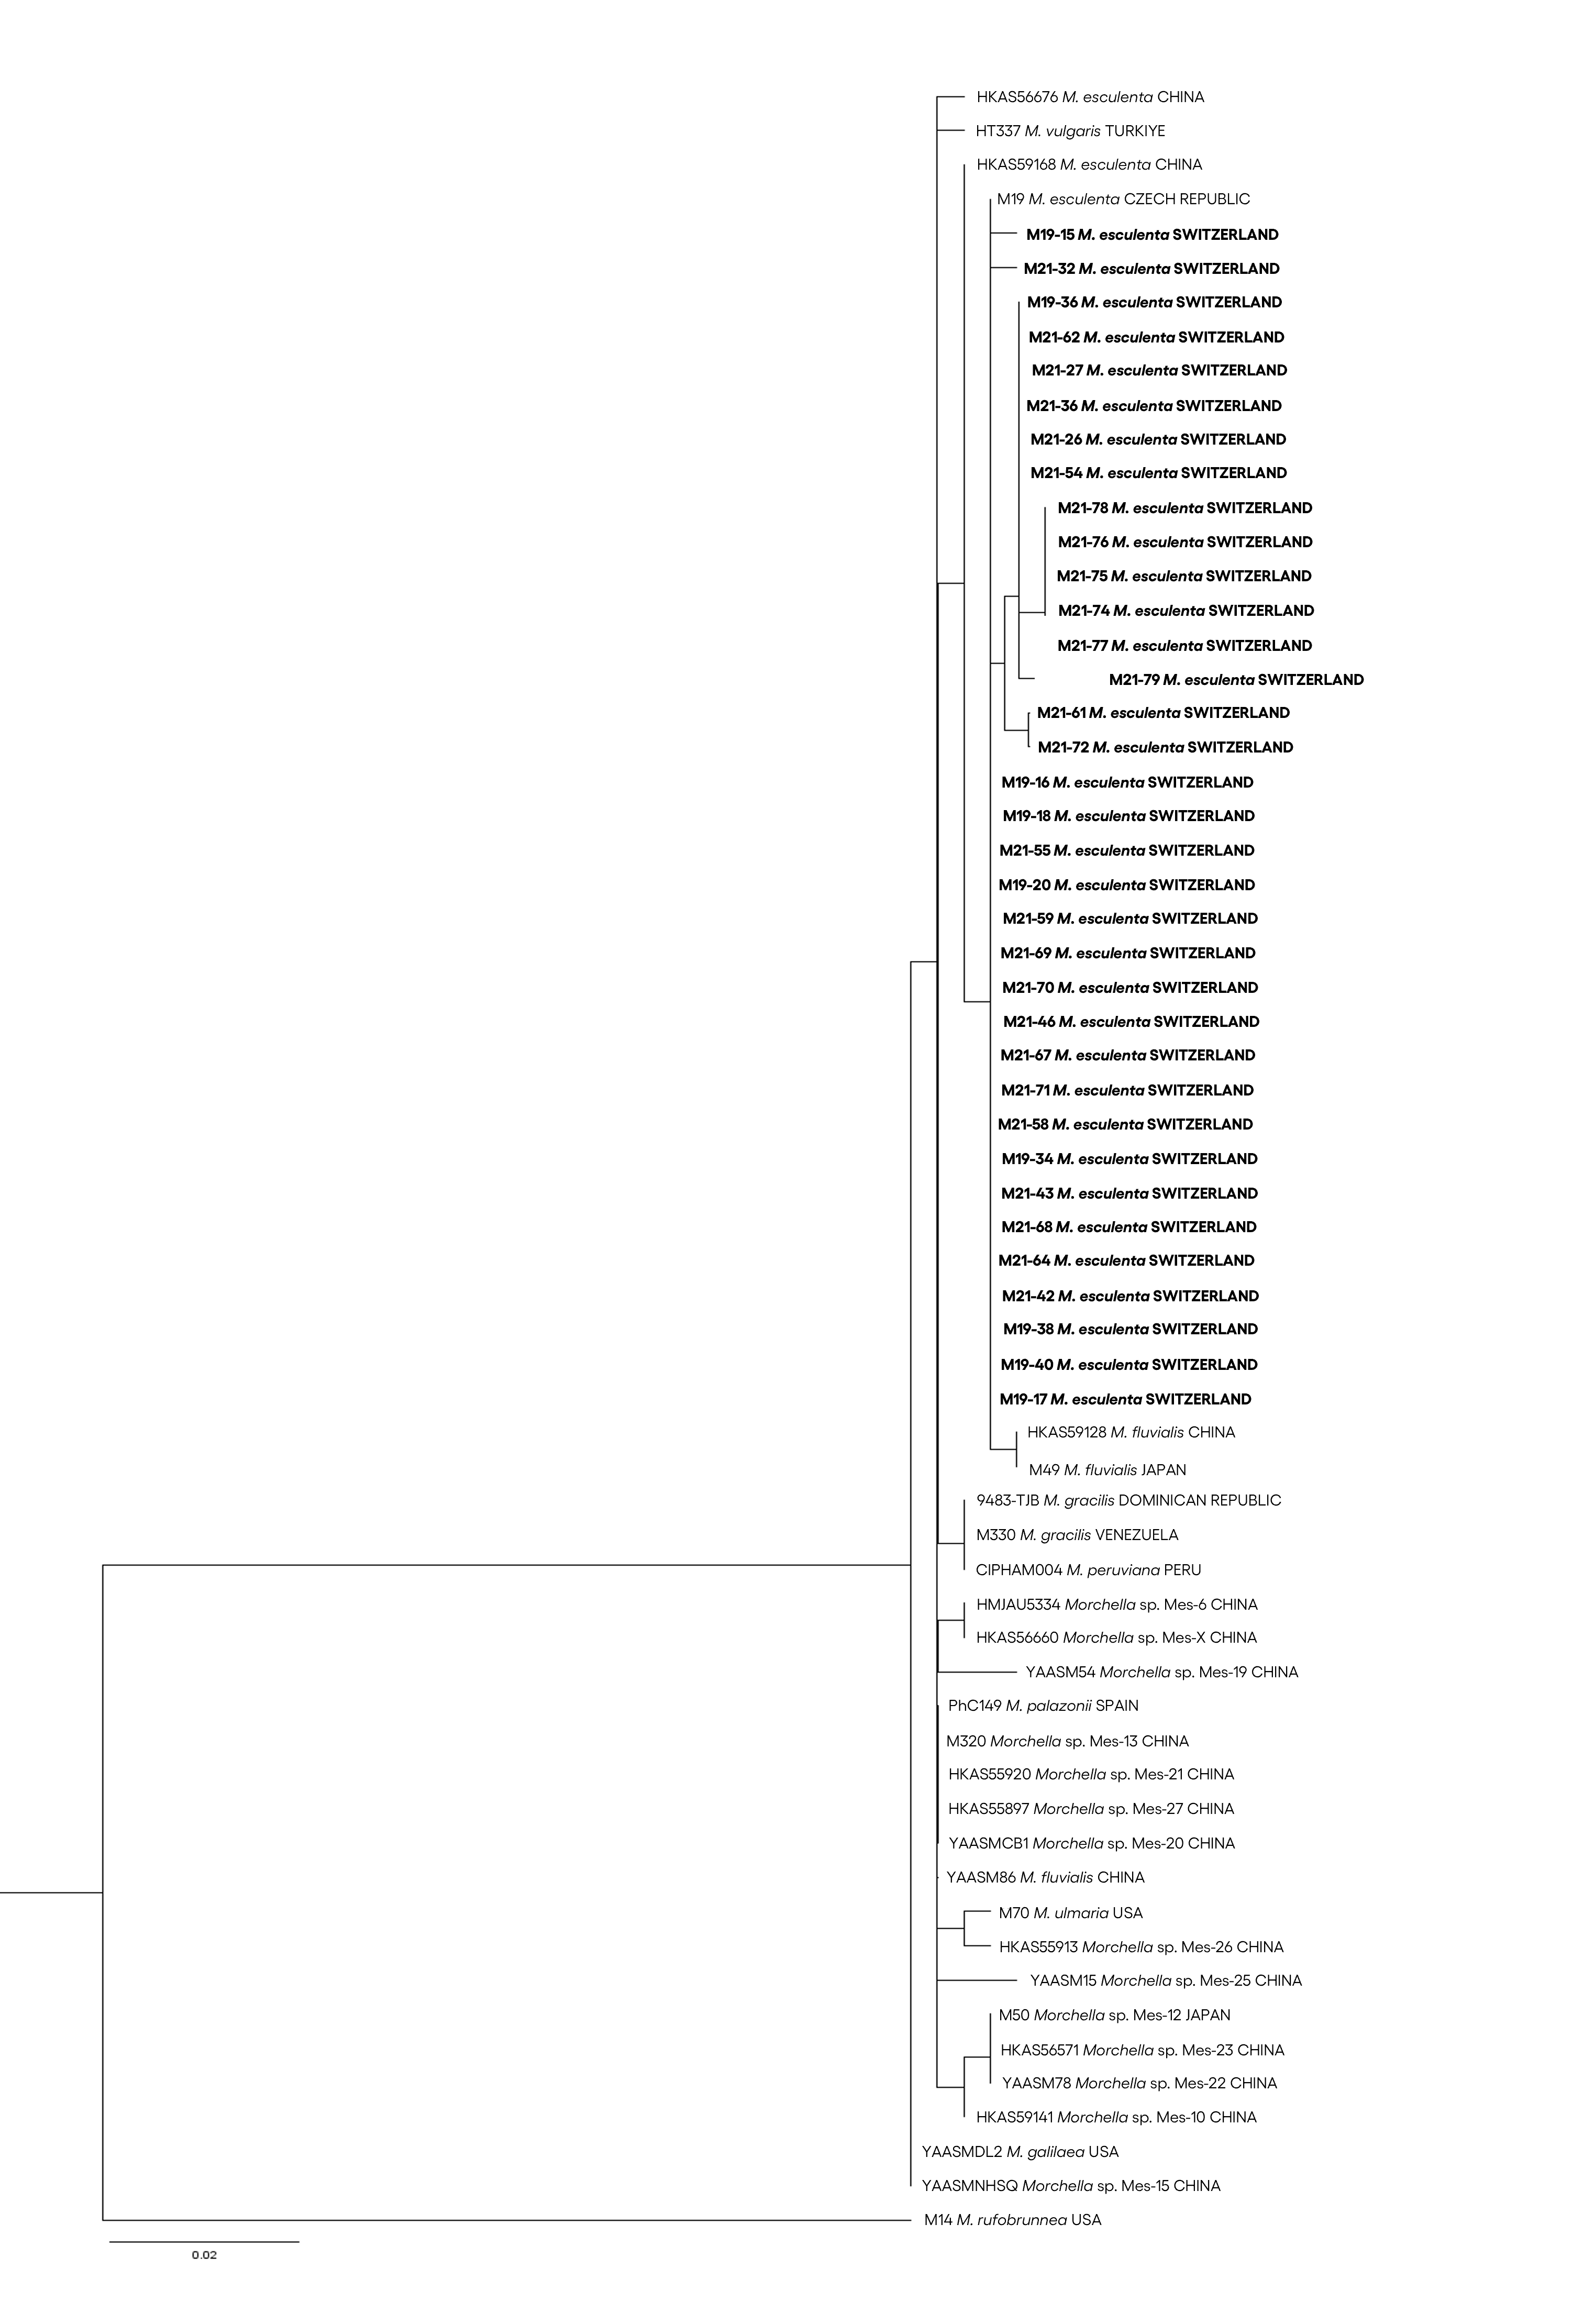 HKAS56676 M. esculenta CHINA
HT337 M. vulgaris TURKIYE
HKAS59168 M. esculenta CHINA
M19 M. esculenta CZECH REPUBLIC
M19-15 M. esculenta SWITZERLAND
M21-32 M. esculenta SWITZERLAND
M19-36 M. esculenta SWITZERLAND
M21-62 M. esculenta SWITZERLAND
M21-27 M. esculenta SWITZERLAND
M21-36 M. esculenta SWITZERLAND
M21-26 M. esculenta SWITZERLAND
M21-54 M. esculenta SWITZERLAND
M21-78 M. esculenta SWITZERLAND
M21-76 M. esculenta SWITZERLAND
M21-75 M. esculenta SWITZERLAND
M21-74 M. esculenta SWITZERLAND
M21-77 M. esculenta SWITZERLAND
M21-79 M. esculenta SWITZERLAND
M21-61 M. esculenta SWITZERLAND
M21-72 M. esculenta SWITZERLAND
M19-16 M. esculenta SWITZERLAND
M19-18 M. esculenta SWITZERLAND
M21-55 M. esculenta SWITZERLAND
M19-20 M. esculenta SWITZERLAND
M21-59 M. esculenta SWITZERLAND
M21-69 M. esculenta SWITZERLAND
M21-70 M. esculenta SWITZERLAND
M21-46 M. esculenta SWITZERLAND
M21-67 M. esculenta SWITZERLAND
M21-71 M. esculenta SWITZERLAND
M21-58 M. esculenta SWITZERLAND
M19-34 M. esculenta SWITZERLAND
M21-43 M. esculenta SWITZERLAND
M21-68 M. esculenta SWITZERLAND
M21-64 M. esculenta SWITZERLAND
M21-42 M. esculenta SWITZERLAND
M19-38 M. esculenta SWITZERLAND
M19-40 M. esculenta SWITZERLAND
M19-17 M. esculenta SWITZERLAND
HKAS59128 M. fluvialis CHINA
M49 M. fluvialis JAPAN
9483-TJB M. gracilis DOMINICAN REPUBLIC
M330 M. gracilis VENEZUELA
CIPHAM004 M. peruviana PERU
HMJAU5334 Morchella sp. Mes-6 CHINA
HKAS56660 Morchella sp. Mes-X CHINA
YAASM54 Morchella sp. Mes-19 CHINA
PhC149 M. palazonii SPAIN
M320 Morchella sp. Mes-13 CHINA
HKAS55920 Morchella sp. Mes-21 CHINA
HKAS55897 Morchella sp. Mes-27 CHINA
YAASMCB1 Morchella sp. Mes-20 CHINA
YAASM86 M. fluvialis CHINA
M70 M. ulmaria USA
HKAS55913 Morchella sp. Mes-26 CHINA
YAASM15 Morchella sp. Mes-25 CHINA
M50 Morchella sp. Mes-12 JAPAN
HKAS56571 Morchella sp. Mes-23 CHINA
YAASM78 Morchella sp. Mes-22 CHINA
HKAS59141 Morchella sp. Mes-10 CHINA
YAASMDL2 M. galilaea USA
YAASMNHSQ Morchella sp. Mes-15 CHINA
M14 M. rufobrunnea USA
0.02